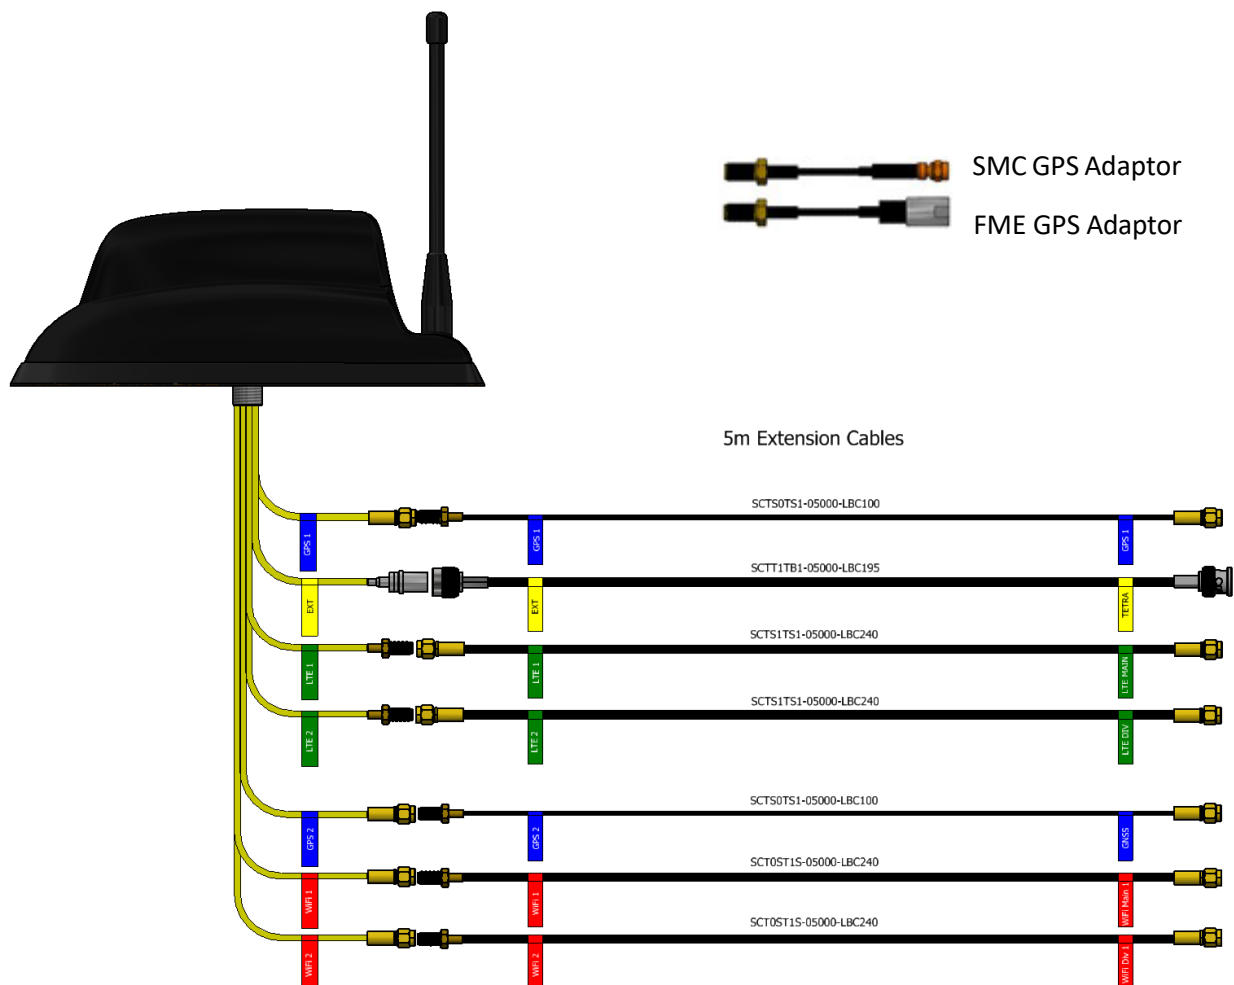 SMC GPS Adaptor
FME GPS Adaptor
5m Extension Cables
SCTS0TS1-05000-LBC100
GPS 1
GPS 1
GPS 1
SCTT1TB1-05000-LBC195
EXT
EXT
TETRA
SCTS1TS1-05000-LBC240
LTE 1
LTE 1
LTE MAIN
SCTS1TS1-05000-LBC240
LTE 2
LTE 2
LTE DIV
SCTS0TS1-05000-LBC100
GPS 2
GPS 2
GNSS
SCT0ST1S-05000-LBC240
WiFi 1
WiFi 1
WiFi Main 1
SCT0ST1S-05000-LBC240
WiFi 2
WiFi 2
WiFi Div 1